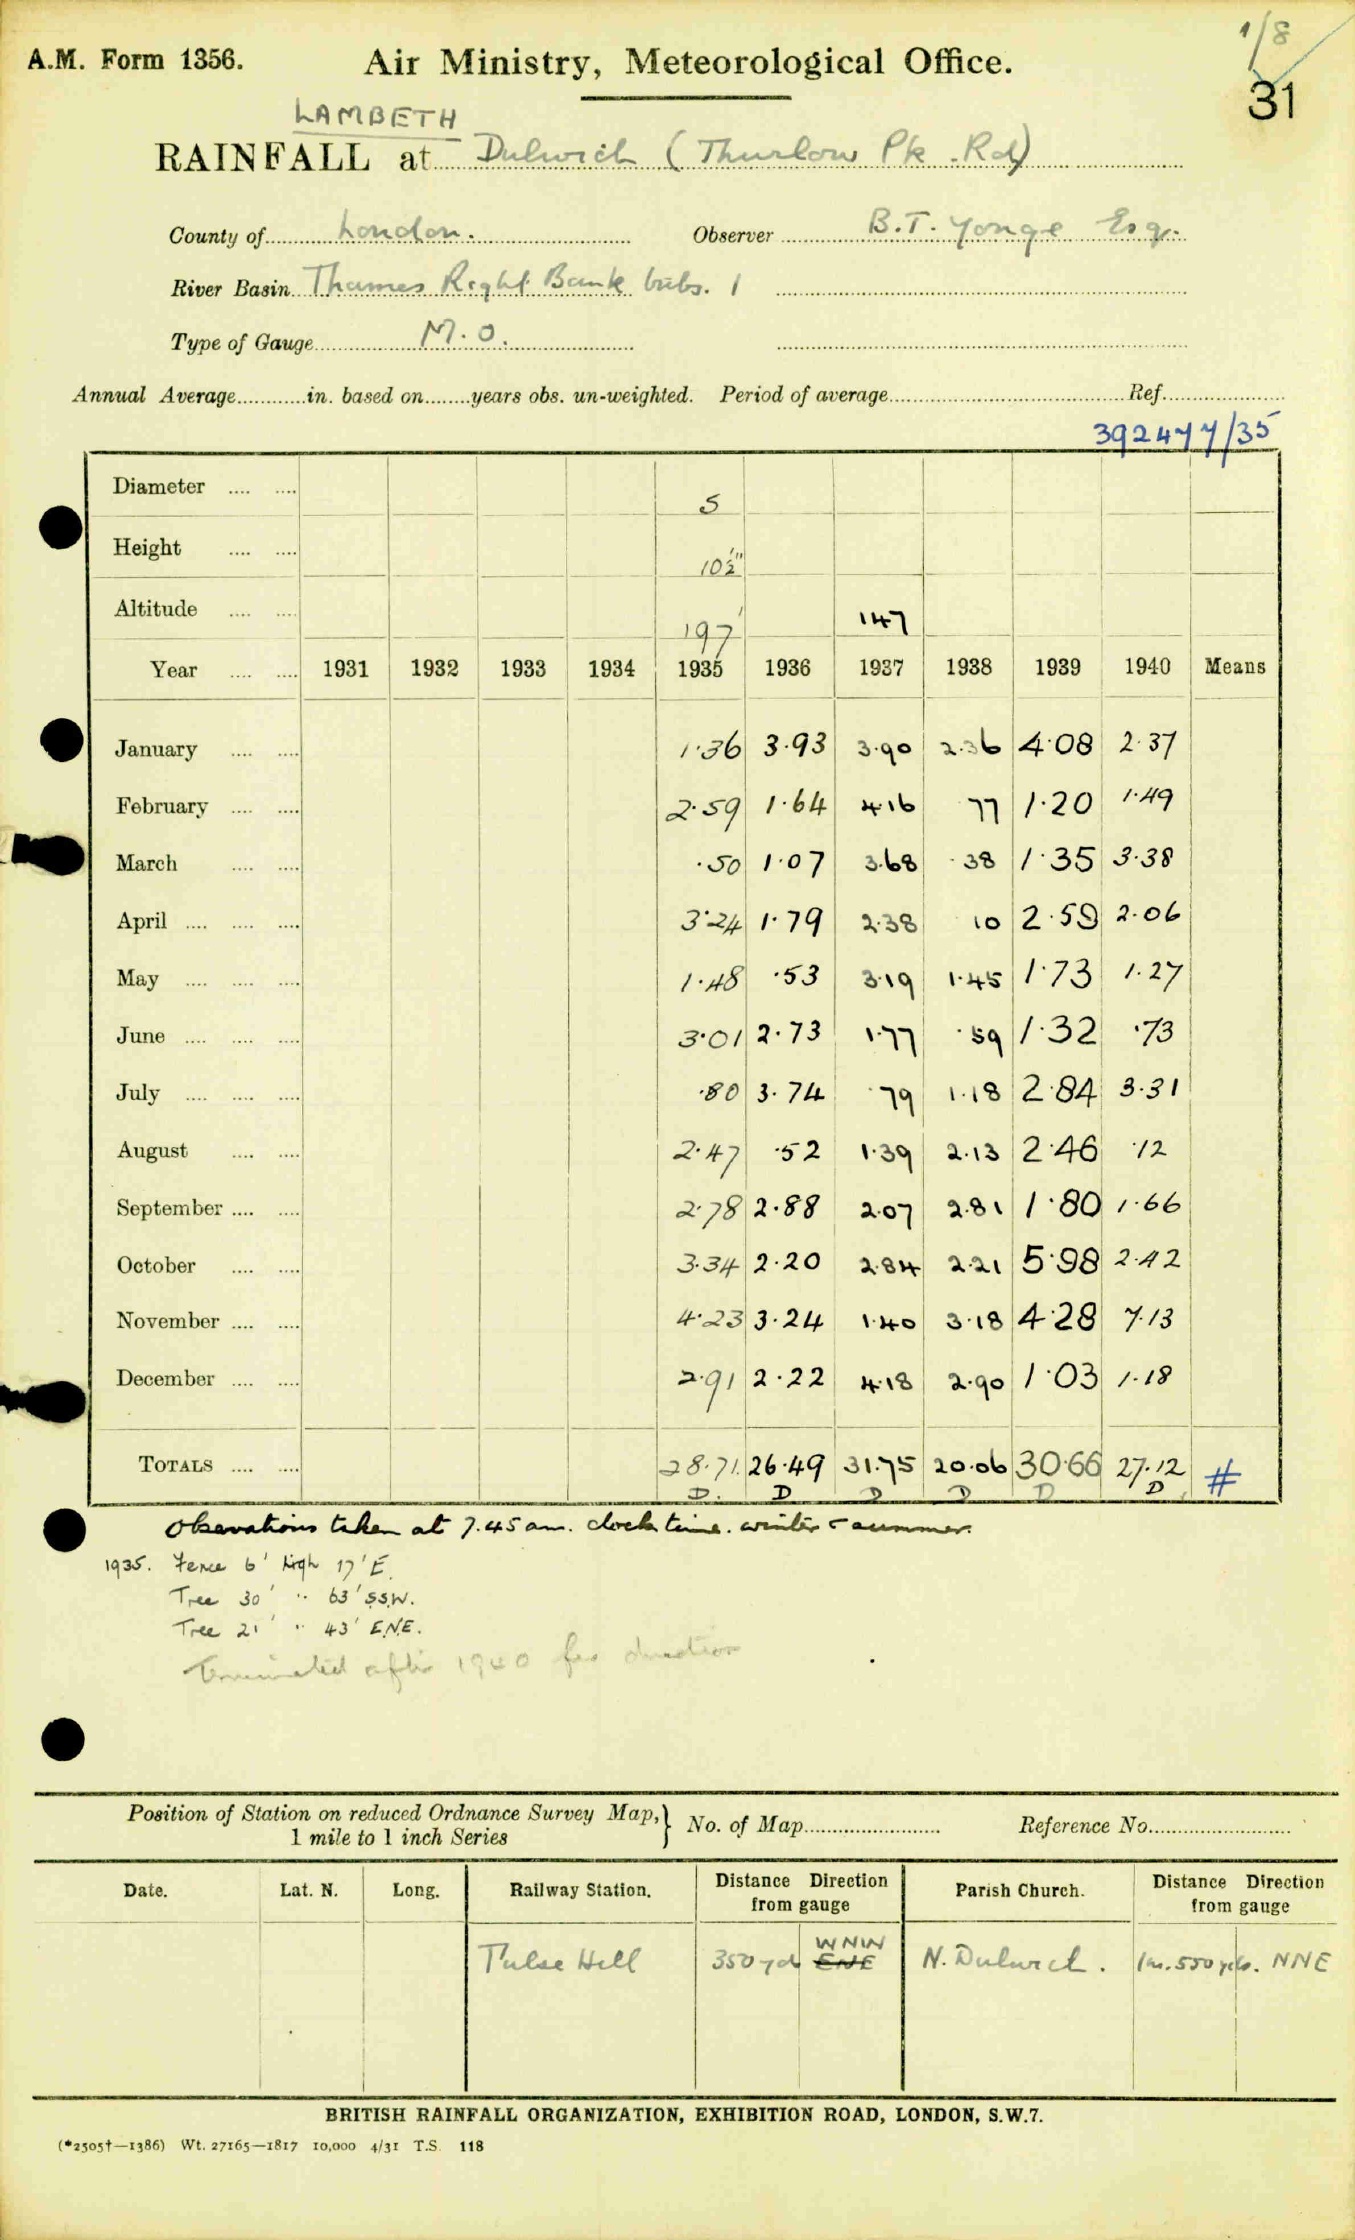 1/8
A.M. Form 1356. Air Ministry, Meteorological Office. 31
LAMBETH
RAINFALL at Dulwich (Thurlow Pk. Rd)
County of London. Observer B.T. Yonge Esq.
River Basin Thames Right Bank tribs. 1
Type of Gauge M.O.
Annual Average in. based on years obs. un-weighted. Period of average Ref.
392477/35
Diameter 5
Height 10½"
Altitude 197' 147
Year 1931 1932 1933 1934 1935 1936 1937 1938 1939 1940 Means
January 1.36 3.93 3.90 2.36 4.08 2.37
February 2.59 1.64 4.16 77 1.20 1.49
March .50 1.07 3.68 .38 1.35 3.38
April 3.24 1.79 2.38 10 2.59 2.06
May 1.48 .53 3.19 1.45 1.73 1.27
June 3.01 2.73 1.77 .59 1.32 .73
July .80 3.74 .79 1.18 2.84 3.31
August 2.47 .52 1.39 2.13 2.46 .12
September 2.78 2.88 2.07 2.81 1.80 1.66
October 3.34 2.20 2.84 2.21 5.98 2.42
November 4.23 3.24 1.40 3.18 4.28 7.13
December 2.91 2.22 4.18 2.90 1.03 1.18
TOTALS 28.71 26.49 31.75 20.06 30.66 27.12 #
D. D D D D D
Observations taken at 7.45 am. clock time. winter & summer.
1935. Fence 6' high 17' E.
Tree 30' " 63' S.S.W.
Tree 21' " 43' E.N.E.
Terminated after 1940 for duration
Position of Station on reduced Ordnance Survey Map, } No. of Map Reference No.
1 mile to 1 inch Series
Date. Lat. N. Long. Railway Station. Distance Direction from gauge Parish Church. Distance Direction from gauge
WNW
Tulse Hill 350 yds ENE N. Dulwich. 1m. 550 yds. NNE
BRITISH RAINFALL ORGANIZATION, EXHIBITION ROAD, LONDON, S.W.7.
(*2505†—1386) Wt. 27165—1817 10,000 4/31 T.S. 118